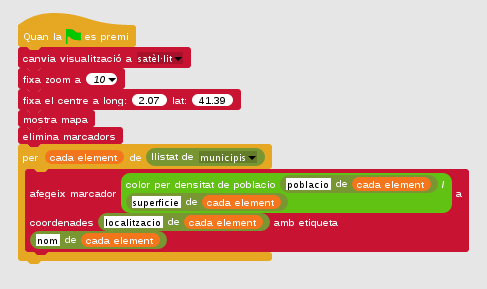 Quan la es premi
canvia visualització a satèl·lit
fixa zoom a 10
fixa el centre a long: 2.07 lat: 41.39
mostra mapa
elimina marcadors
per cada element de llistat de municipis
color per densitat de poblacio poblacio de cada element /
afegeix marcador a
superficie de cada element
coordenades localitzacio de cada element amb etiqueta
nom de cada element